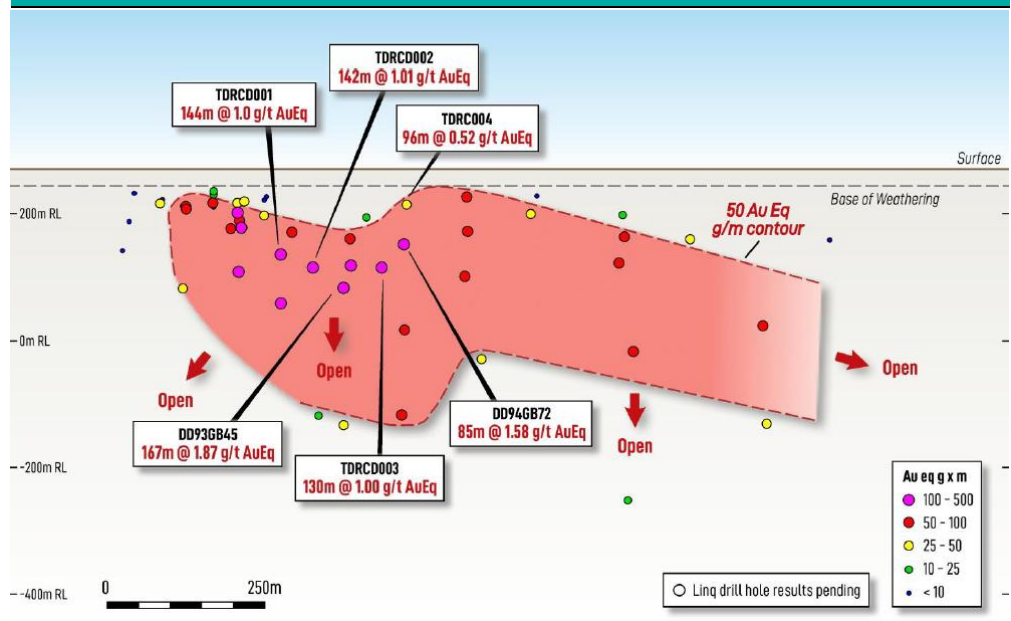 TDRCD002
142m @ 1.01 g/t AuEq
TDRCD001
144m @ 1.0 g/t AuEq
TDRC004
96m @ 0.52 g/t AuEq
Surface
Base of Weathering
200m RL
50 Au Eq
g/m contour
0m RL
Open
Open
Open
Open
DD93GB45
167m @ 1.87 g/t AuEq
TDRCD003
130m @ 1.00 g/t AuEq
DD94GB72
85m @ 1.58 g/t AuEq
-200m RL
Au eq g x m
100 - 500
50 - 100
25 - 50
10 - 25
< 10
Linq drill hole results pending
0 250m
-400m RL